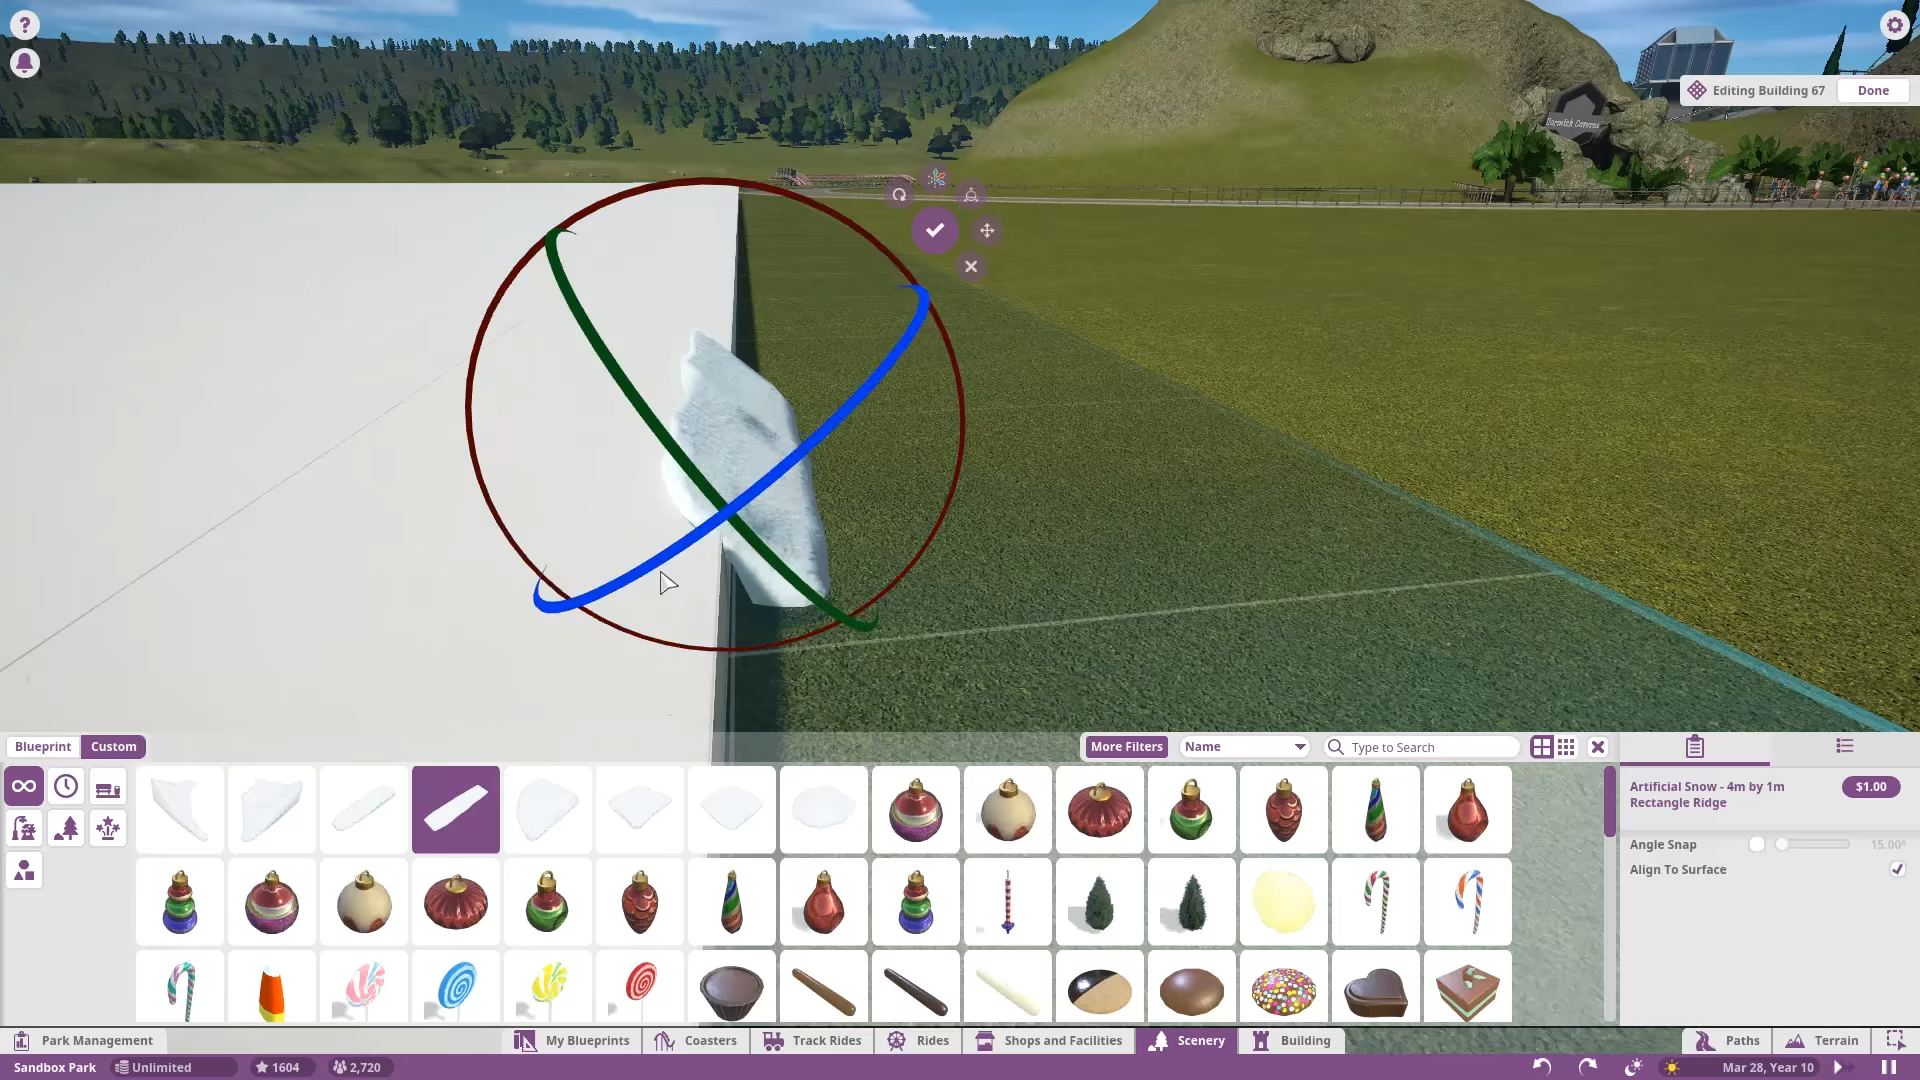 ?
Editing Building 67
Done
Darwick Caverns
Blueprint
Custom
More Filters
Name
Type to Search
Artificial Snow - 4m by 1m
Rectangle Ridge
$1.00
Angle Snap
15.00°
Align To Surface
Park Management
My Blueprints
Coasters
Track Rides
Rides
Shops and Facilities
Scenery
Building
Paths
Terrain
Sandbox Park
Unlimited
1604
2,720
Mar 28, Year 10